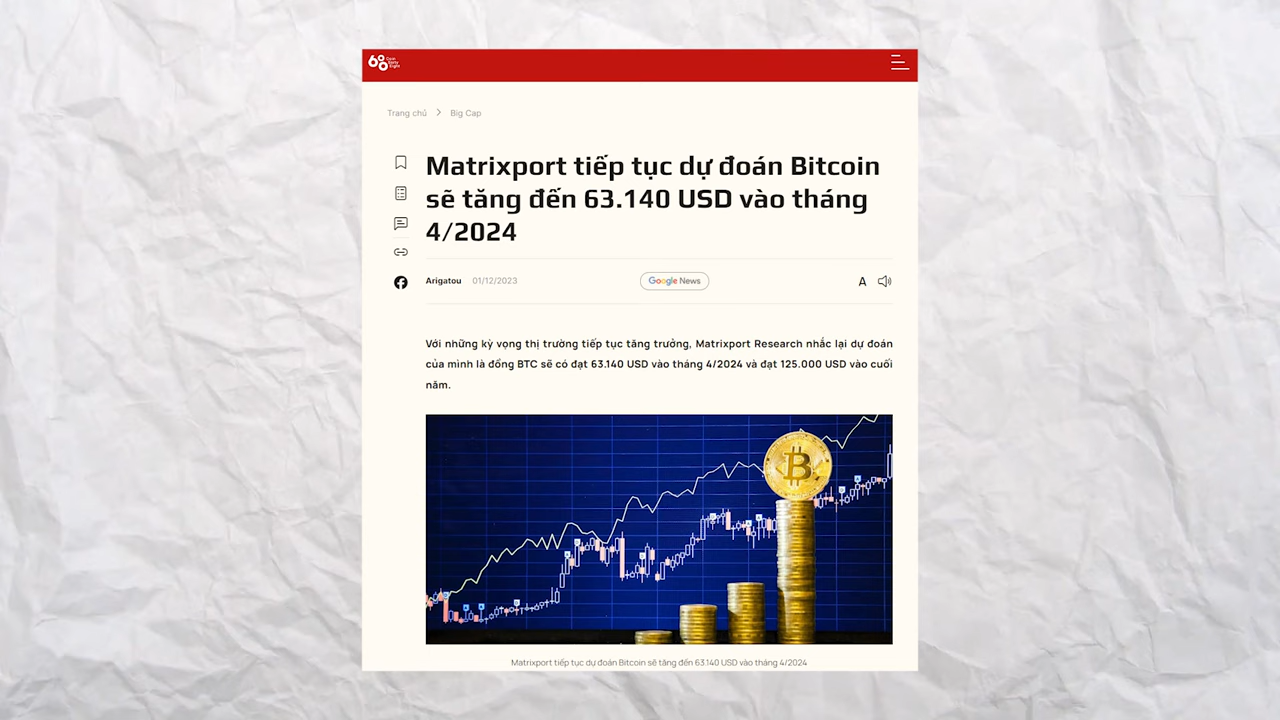 68
Trang chủ > Big Cap
Matrixport tiếp tục dự đoán Bitcoin
sẽ tăng đến 63.140 USD vào tháng
4/2024
Arigatou 01/12/2023 Google News A
Với những kỳ vọng thị trường tiếp tục tăng trưởng, Matrixport Research nhắc lại dự đoán
của mình là đồng BTC sẽ có đạt 63.140 USD vào tháng 4/2024 và đạt 125.000 USD vào cuối
năm.
Matrixport tiếp tục dự đoán Bitcoin sẽ tăng đến 63.140 USD vào tháng 4/2024